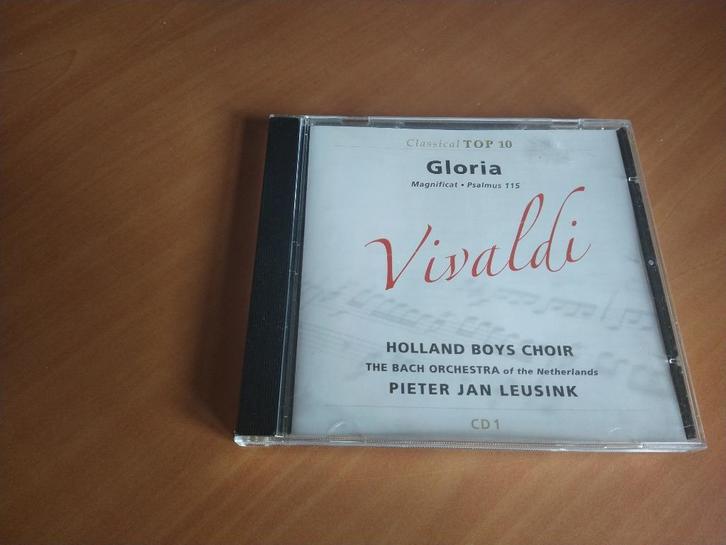 Classical TOP 10
Gloria
Magnificat • Psalmus 115
Vivaldi
HOLLAND BOYS CHOIR
THE BACH ORCHESTRA of the Netherlands
PIETER JAN LEUSINK
CD 1